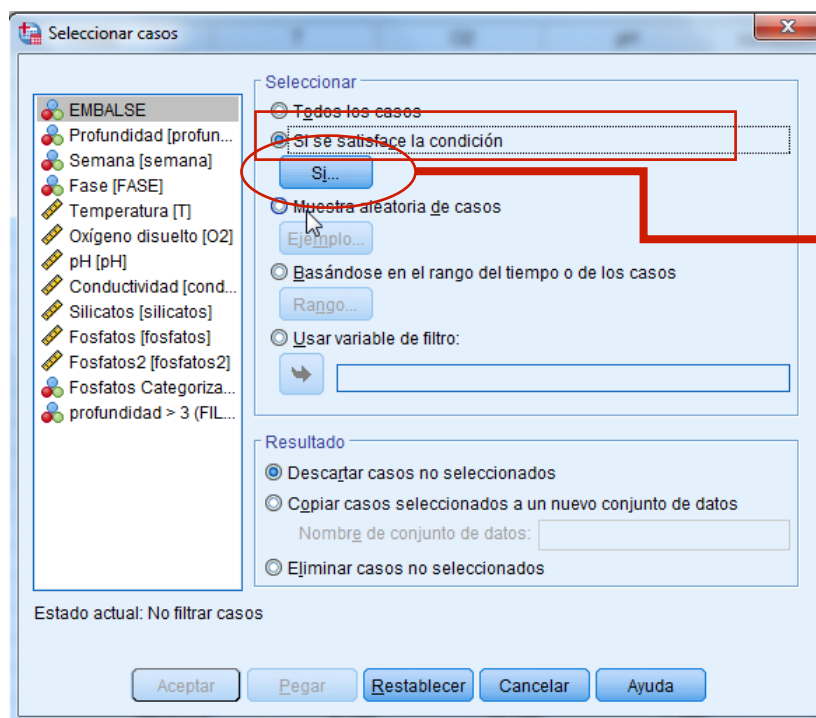 Seleccionar casos
EMBALSE
Profundidad [profun...
Semana [semana]
Fase [FASE]
Temperatura [T]
Oxígeno disuelto [O2]
pH [pH]
Conductividad [cond...
Silicatos [silicatos]
Fosfatos [fosfatos]
Fosfatos2 [fosfatos2]
Fosfatos Categoriza...
profundidad > 3 (FIL...
Seleccionar
Todos los casos
Si se satisface la condición
Si...
Muestra aleatoria de casos
Ejemplo...
Basándose en el rango del tiempo o de los casos
Rango...
Usar variable de filtro:
Resultado
Descartar casos no seleccionados
Copiar casos seleccionados a un nuevo conjunto de datos
Nombre de conjunto de datos:
Eliminar casos no seleccionados
Estado actual: No filtrar casos
Aceptar Pegar Restablecer Cancelar Ayuda